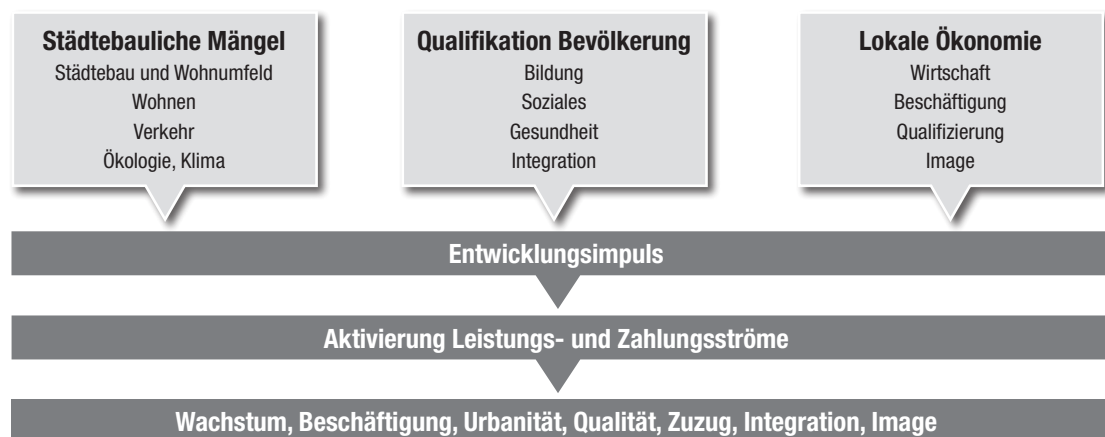 Städtebauliche Mängel
Städtebau und Wohnumfeld
Wohnen
Verkehr
Ökologie, Klima
Qualifikation Bevölkerung
Bildung
Soziales
Gesundheit
Integration
Lokale Ökonomie
Wirtschaft
Beschäftigung
Qualifizierung
Image
Entwicklungsimpuls
Aktivierung Leistungs- und Zahlungsströme
Wachstum, Beschäftigung, Urbanität, Qualität, Zuzug, Integration, Image